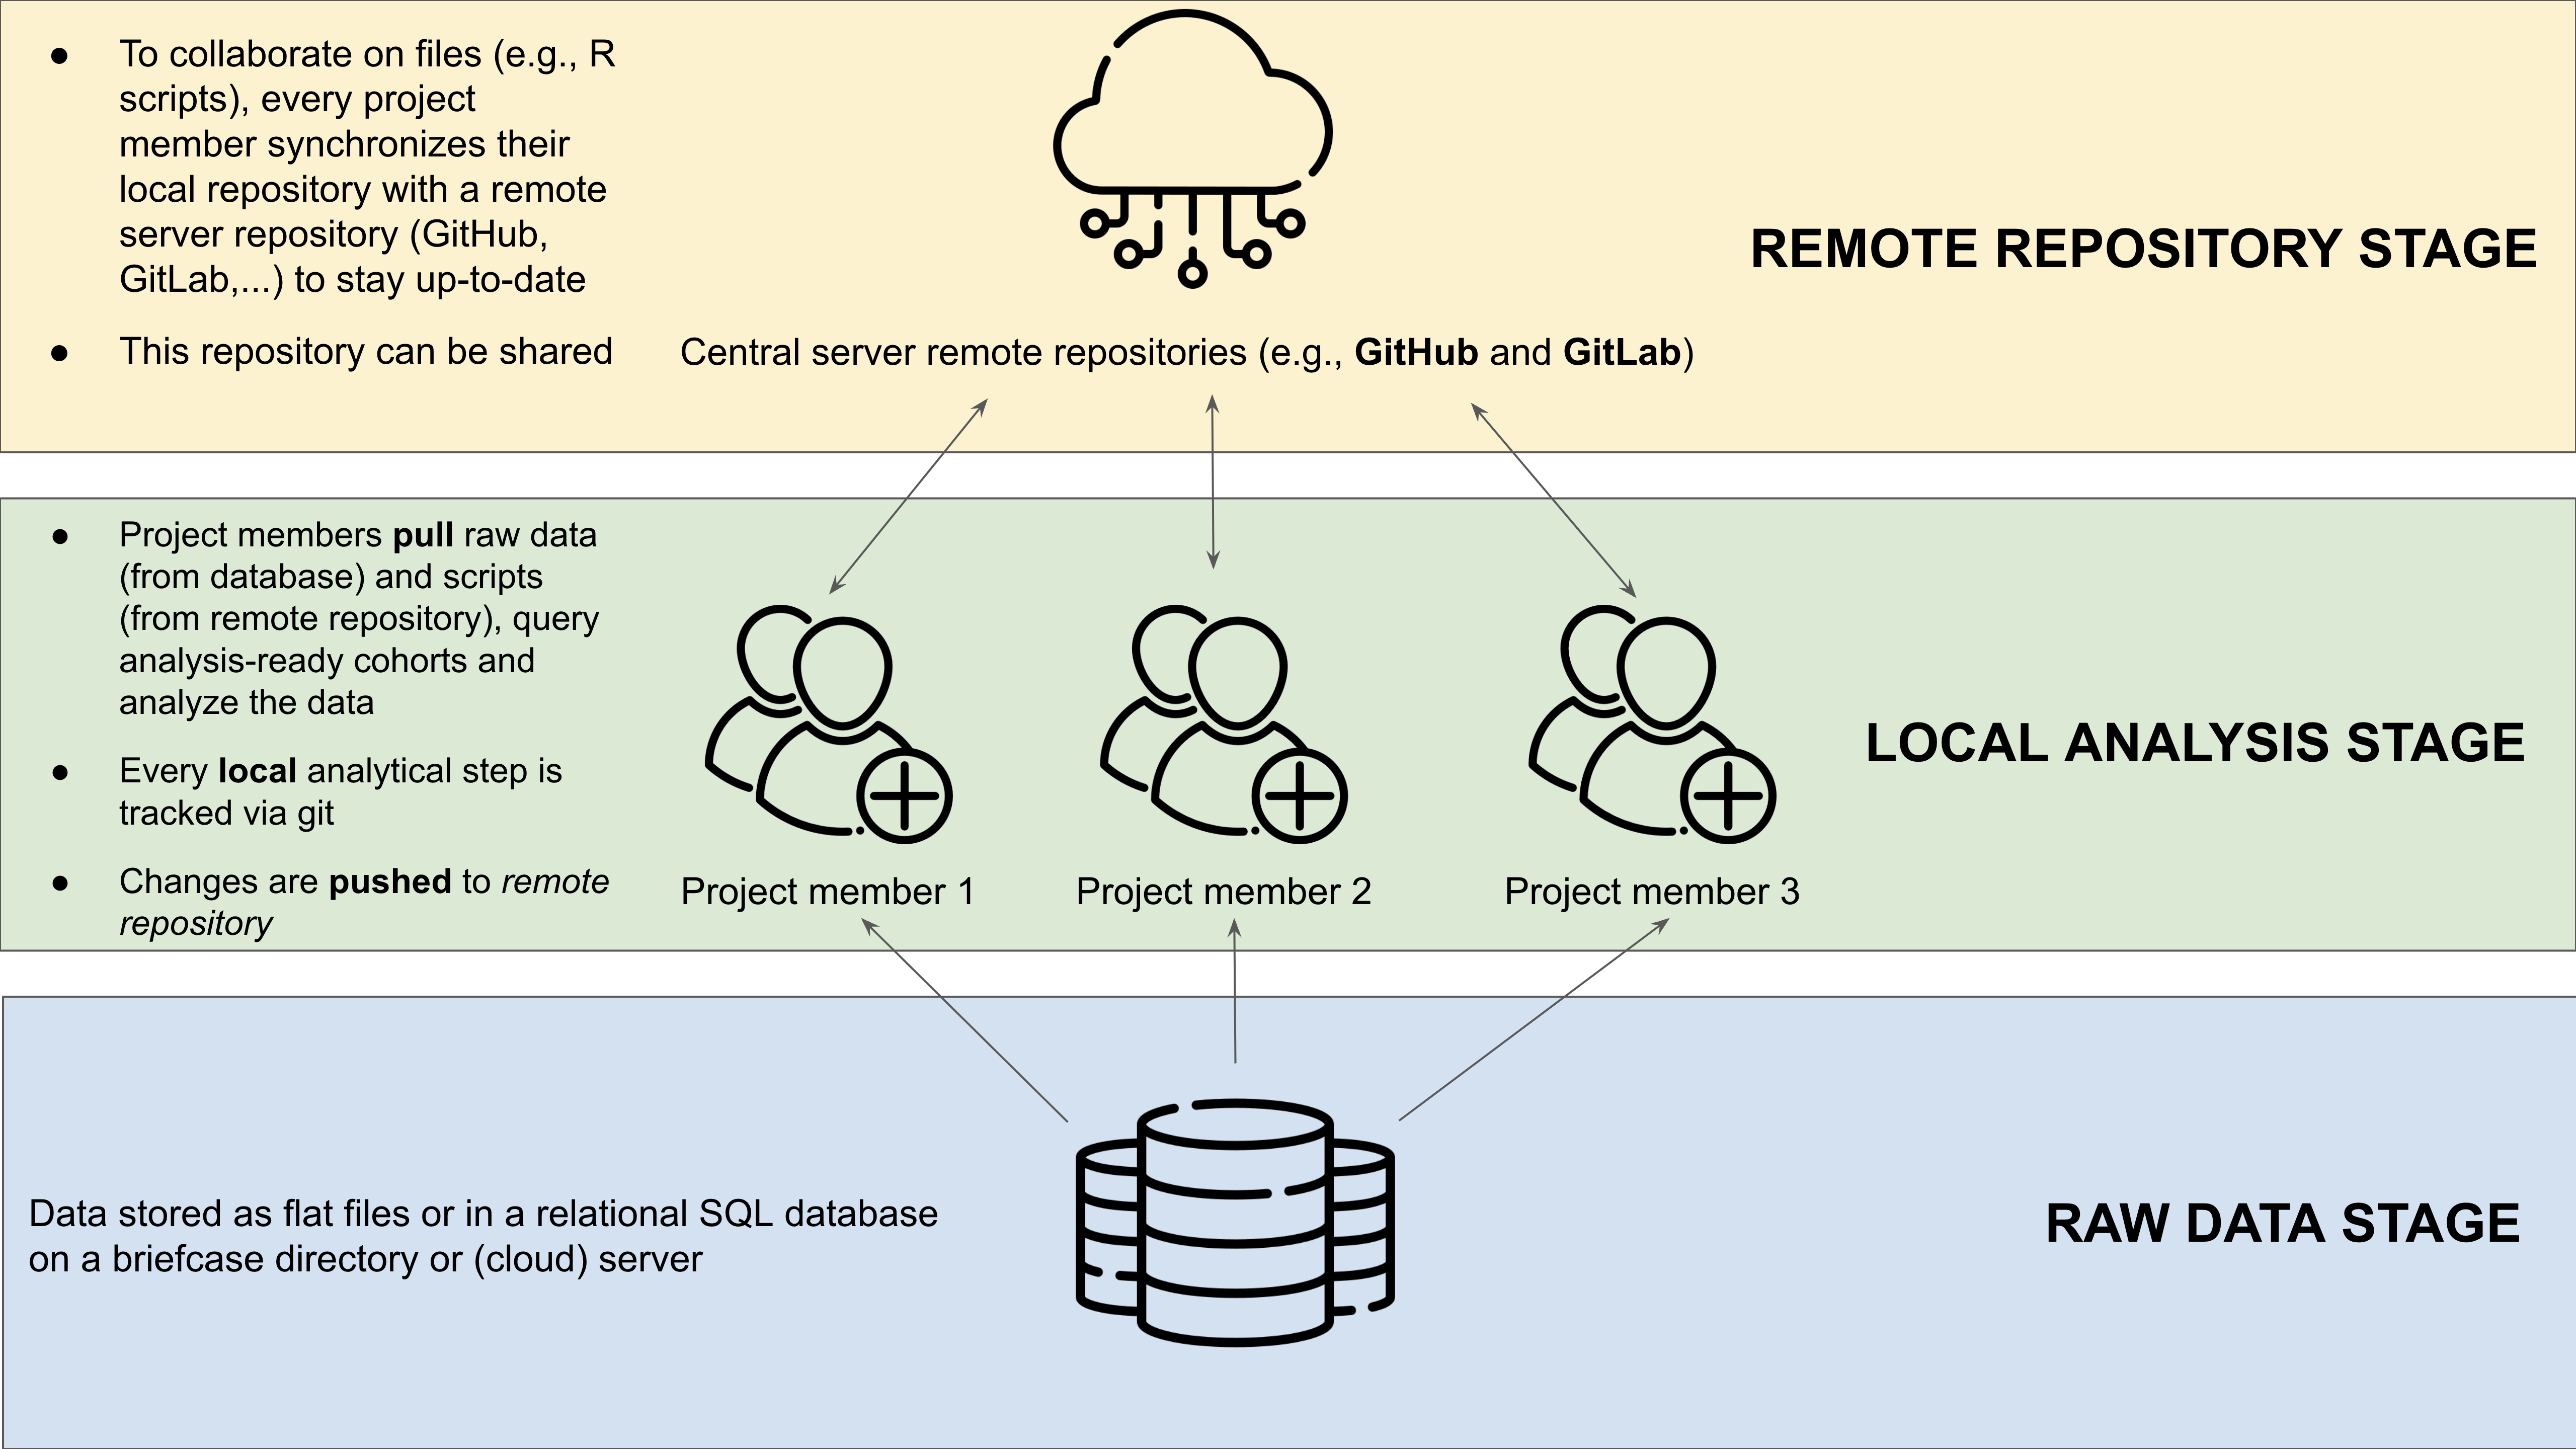 ● To collaborate on files (e.g., R
scripts), every project
member synchronizes their
local repository with a remote
server repository (GitHub,
GitLab,...) to stay up-to-date
● This repository can be shared
Central server remote repositories (e.g., GitHub and GitLab)
REMOTE REPOSITORY STAGE
● Project members pull raw data
(from database) and scripts
(from remote repository), query
analysis-ready cohorts and
analyze the data
● Every local analytical step is
tracked via git
● Changes are pushed to remote
repository
Project member 1
Project member 2
Project member 3
LOCAL ANALYSIS STAGE
Data stored as flat files or in a relational SQL database
on a briefcase directory or (cloud) server
RAW DATA STAGE